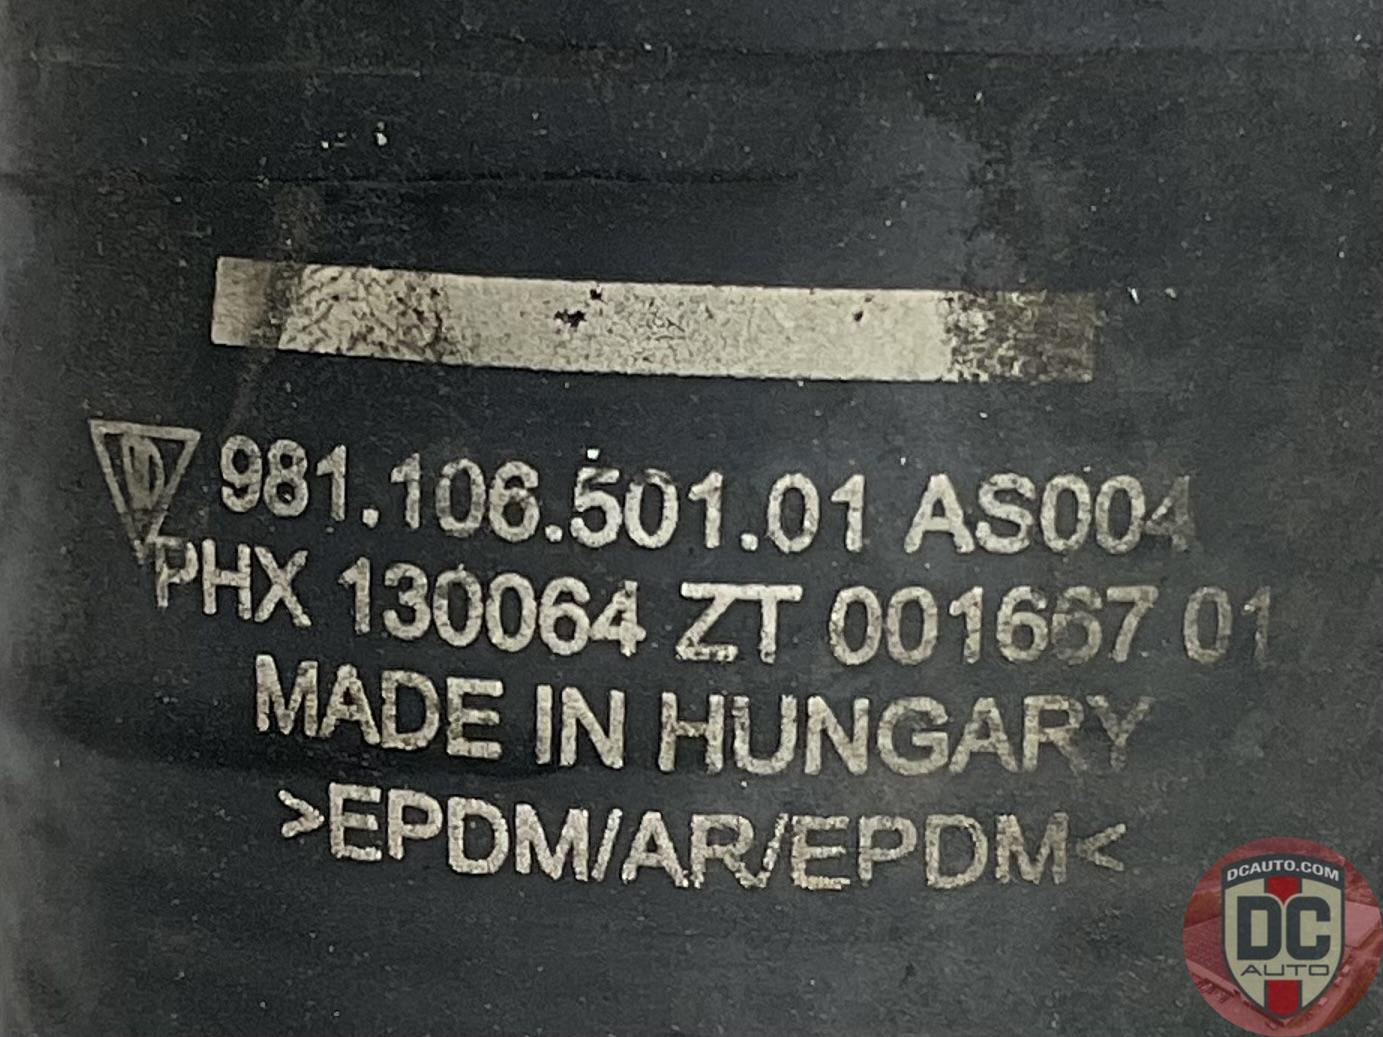 981.106.501.01 AS004
PHX 130064 ZT 001667 01
MADE IN HUNGARY
>EPDM/AR/EPDM<
DCAUTO.COM
DC
AUTO